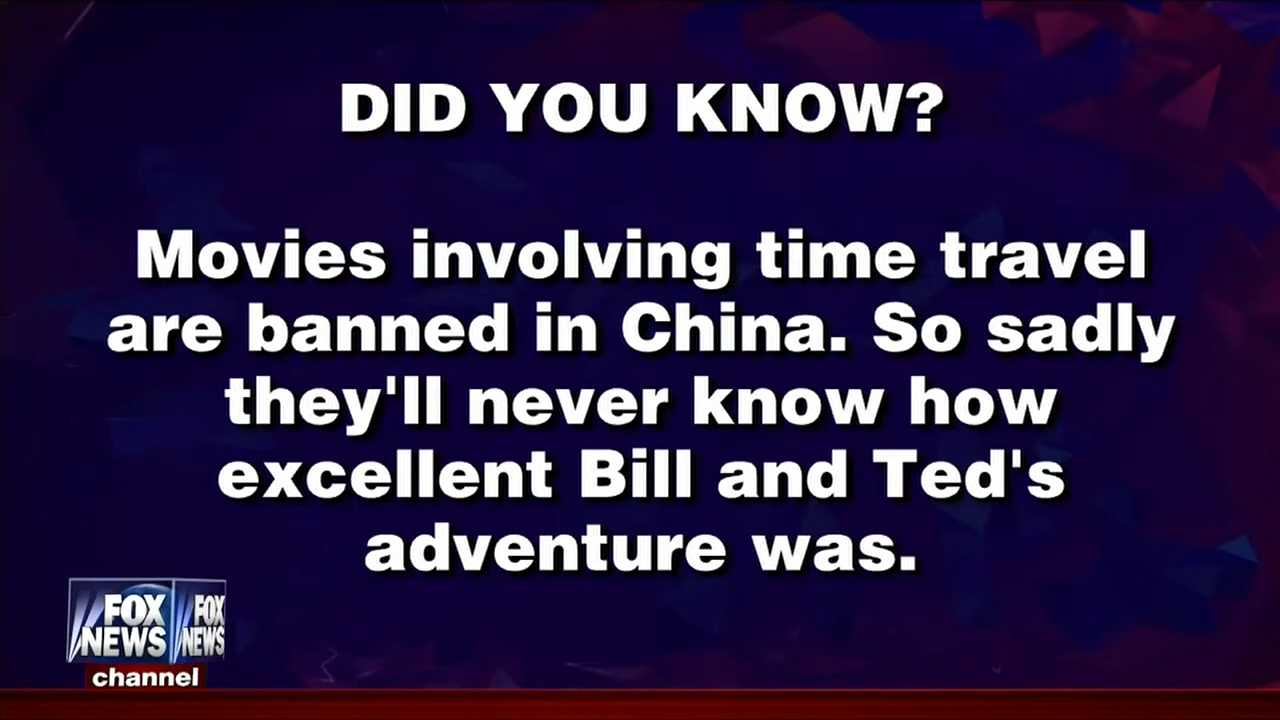 DID YOU KNOW?
Movies involving time travel
are banned in China. So sadly
they'll never know how
excellent Bill and Ted's
adventure was.
FOX NEWS
FOX NEWS
channel